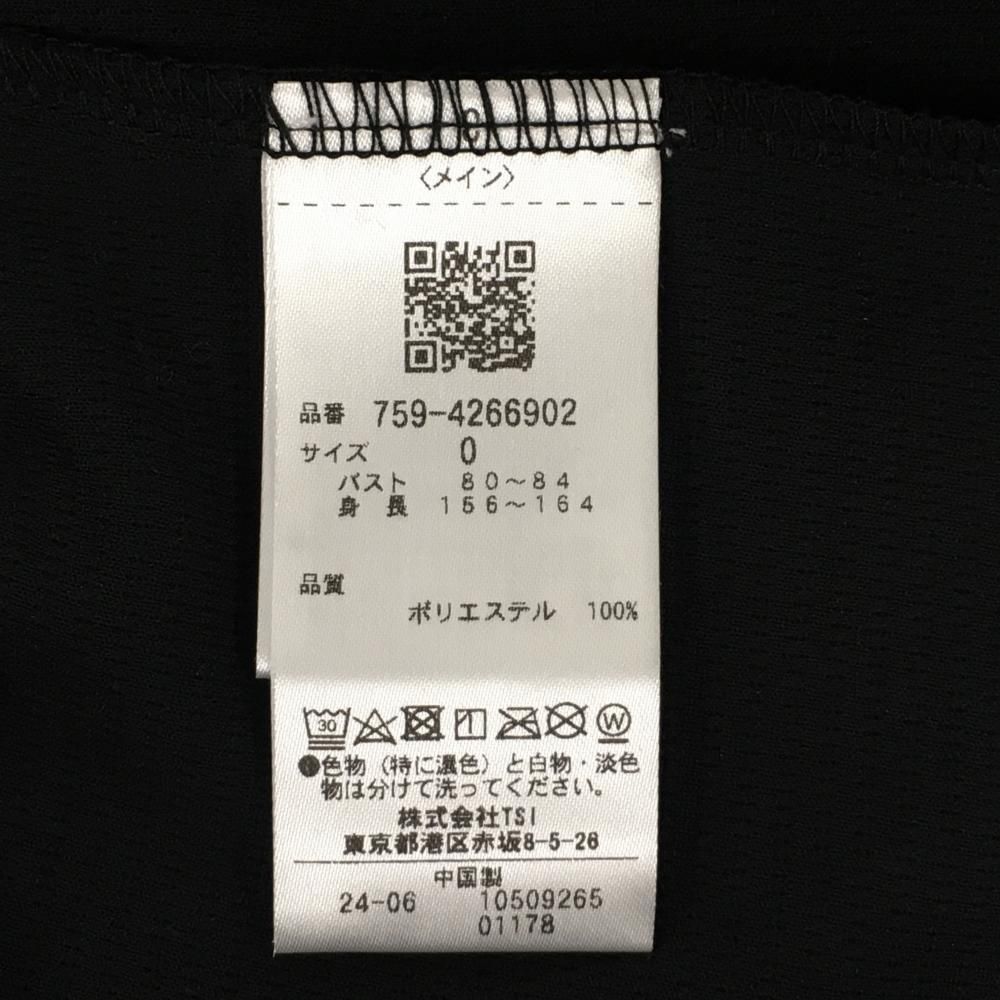 〈メイン〉
品番 759-4266902
サイズ 0
バスト 80～84
身長 156～164
品質
ポリエステル 100%
30 W
●色物（特に濃色）と白物・淡色
物は分けて洗ってください。
株式会社TSI
東京都港区赤坂8-5-26
中国製
24-06 10509265
01178